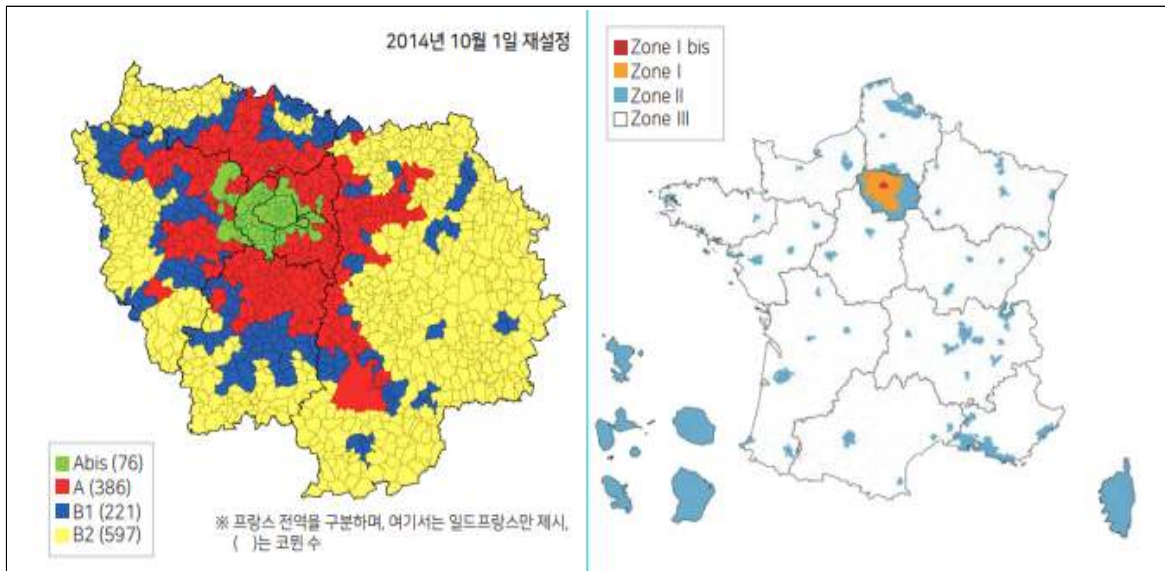 2014년 10월 1일 재설정
Abis (76)
A (386)
B1 (221)
B2 (597)
※ 프랑스 전역을 구분하며, 여기서는 일드프랑스만 제시,
( )는 코뮌 수
Zone I bis
Zone I
Zone II
Zone III